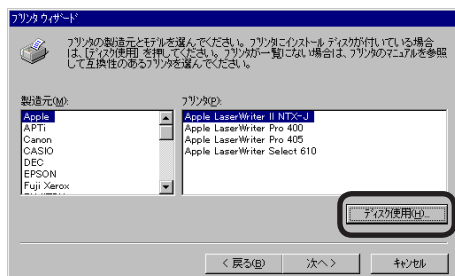 プリンタ ウィザード
プリンタの製造元とモデルを選んでください。プリンタにインストール ディスクが付いている場合
は、[ディスク使用] を押してください。プリンタが一覧にない場合は、プリンタのマニュアルを参照
して互換性のあるプリンタを選んでください。
製造元(M):
プリンタ(P):
Apple
APTi
Canon
CASIO
DEC
EPSON
Fuji Xerox
Apple LaserWriter II NTX-J
Apple LaserWriter Pro 400
Apple LaserWriter Pro 405
Apple LaserWriter Select 610
ディスク使用(H)...
< 戻る(B)
次へ >
キャンセル